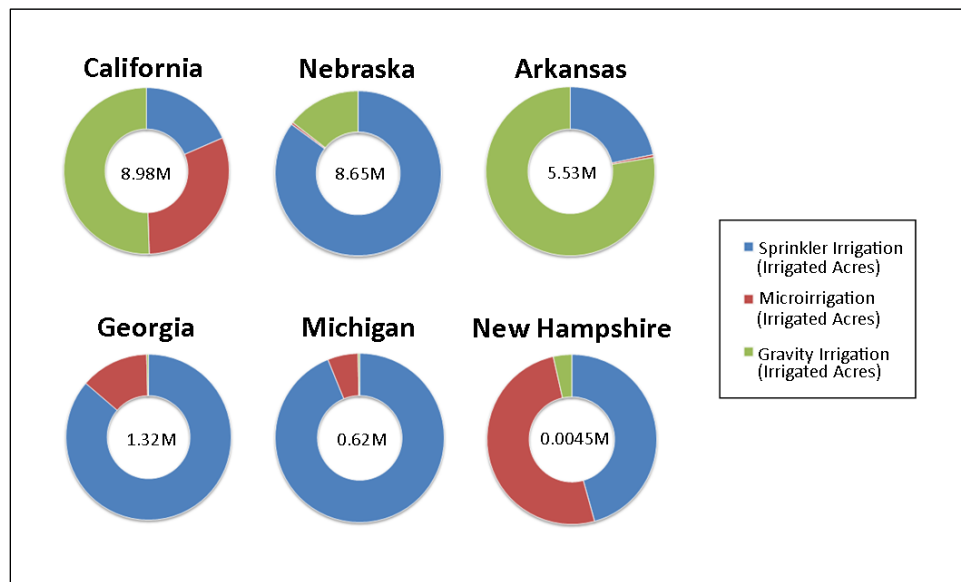 California
Nebraska
Arkansas
8.98M
8.65M
5.53M
Georgia
Michigan
New Hampshire
1.32M
0.62M
0.0045M
Sprinkler Irrigation
(Irrigated Acres)
Microirrigation
(Irrigated Acres)
Gravity Irrigation
(Irrigated Acres)